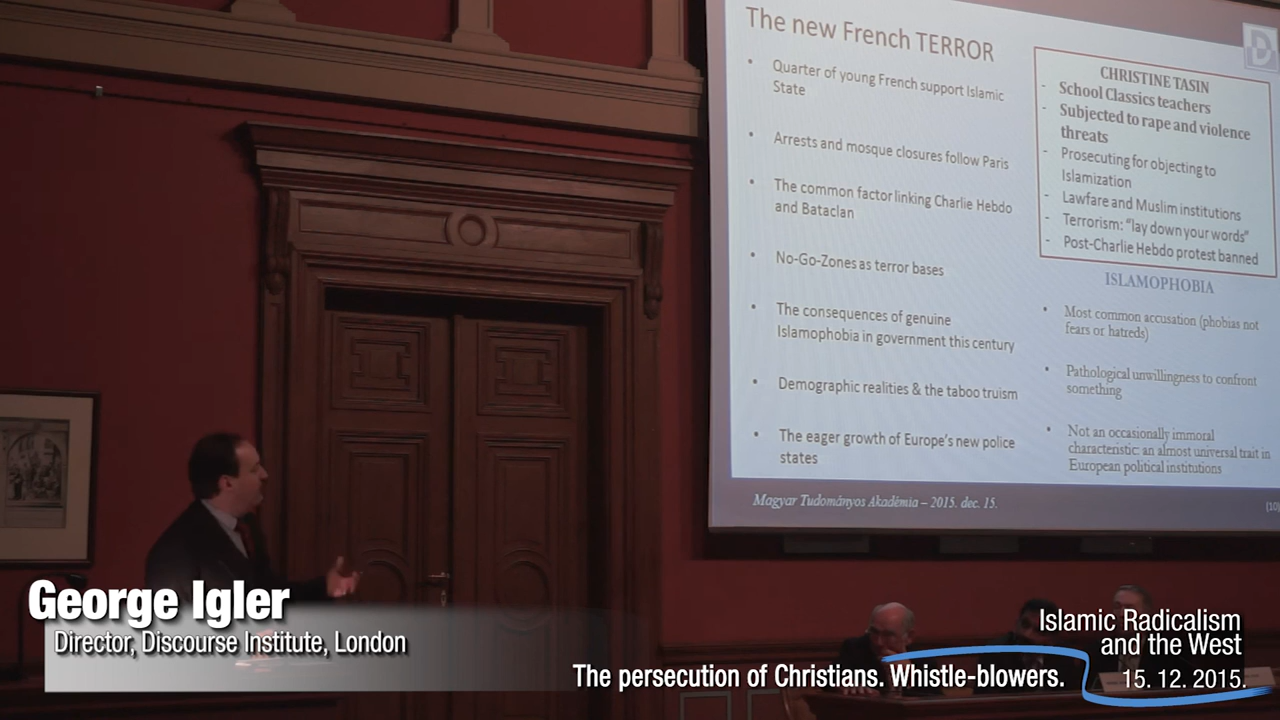 The new French TERROR
• Quarter of young French support Islamic
State
• Arrests and mosque closures follow Paris
• The common factor linking Charlie Hebdo
and Bataclan
• No-Go-Zones as terror bases
• The consequences of genuine
Islamophobia in government this century
• Demographic realities & the taboo truism
• The eager growth of Europe's new police
states
CHRISTINE TASIN
- School Classics teachers
- Subjected to rape and violence
threats
- Prosecuting for objecting to
Islamization
- Lawfare and Muslim institutions
- Terrorism: "lay down your words"
- Post-Charlie Hebdo protest banned
ISLAMOPHOBIA
• Most common accusation (phobias not
fears or hatreds)
• Pathological unwillingness to confront
something
• Not an occasionally immoral
characteristic: an almost universal trait in
European political institutions
Magyar Tudományos Akadémia – 2015. dec. 15.
George Igler
Director, Discourse Institute, London
Islamic Radicalism
and the West
The persecution of Christians. Whistle-blowers.
15. 12. 2015.